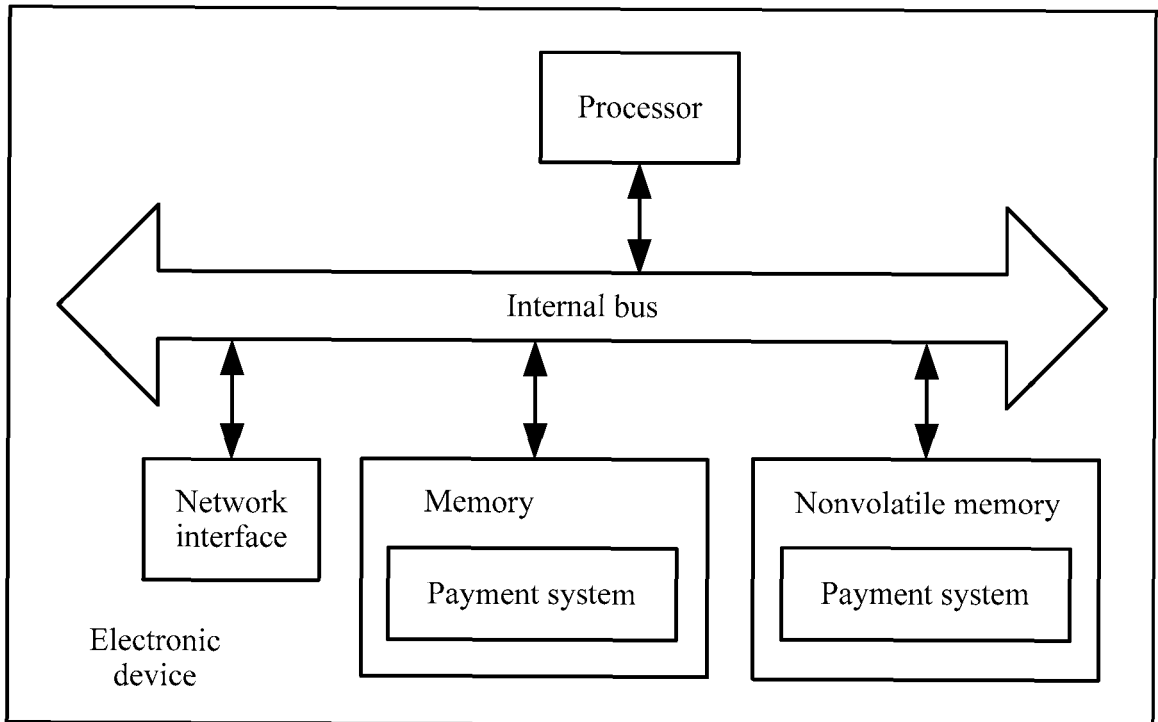 Processor
Internal bus
Network
interface
Memory
Payment system
Nonvolatile memory
Payment system
Electronic
device